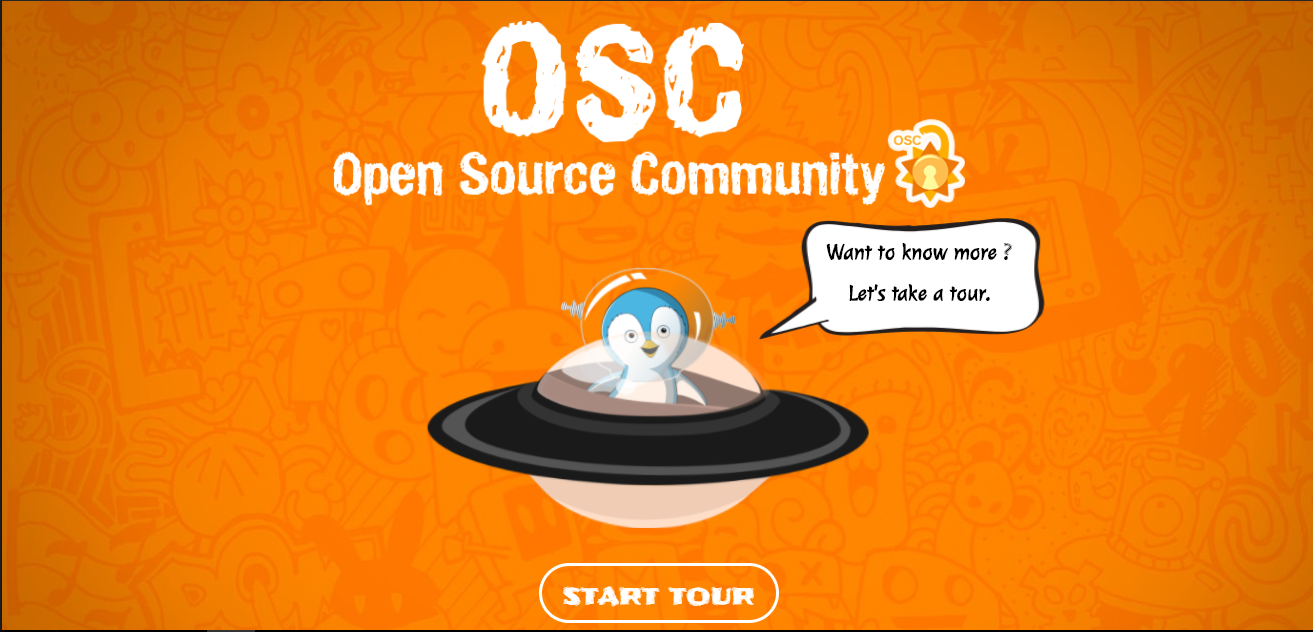 OSC
Open Source Community
OSC
Want to know more ?
Let's take a tour.
START TOUR